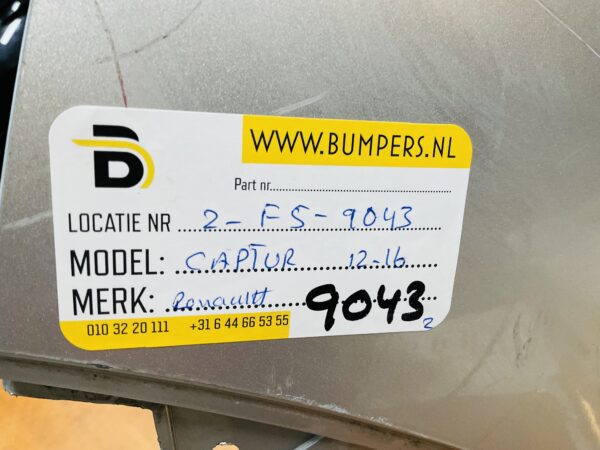 WWW.BUMPERS.NL
Part nr
LOCATIE NR 2-FS-9043
MODEL: CAPTUR 12-16
MERK: Renault 9043
2
010 32 20 111 +31 6 44 66 53 55